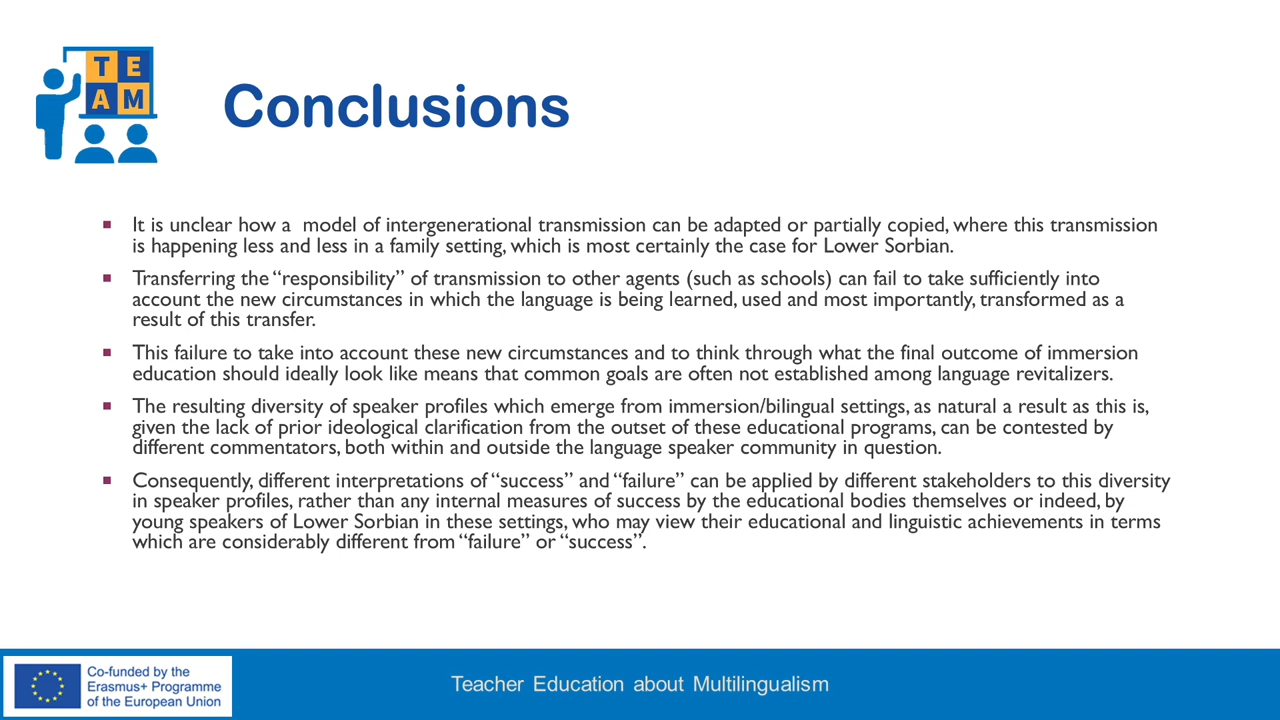 T E
A M
Conclusions
It is unclear how a  model of intergenerational transmission can be adapted or partially copied, where this transmission
is happening less and less in a family setting, which is most certainly the case for Lower Sorbian.
Transferring the “responsibility” of transmission to other agents (such as schools) can fail to take sufficiently into
account the new circumstances in which the language is being learned, used and most importantly, transformed as a
result of this transfer.
This failure to take into account these new circumstances and to think through what the final outcome of immersion
education should ideally look like means that common goals are often not established among language revitalizers.
The resulting diversity of speaker profiles which emerge from immersion/bilingual settings, as natural a result as this is,
given the lack of prior ideological clarification from the outset of these educational programs, can be contested by
different commentators, both within and outside the language speaker community in question.
Consequently, different interpretations of “success” and “failure” can be applied by different stakeholders to this diversity
in speaker profiles, rather than any internal measures of success by the educational bodies themselves or indeed, by
young speakers of Lower Sorbian in these settings, who may view their educational and linguistic achievements in terms
which are considerably different from “failure” or “success”.
Co-funded by the
Erasmus+ Programme
of the European Union
Teacher Education about Multilingualism